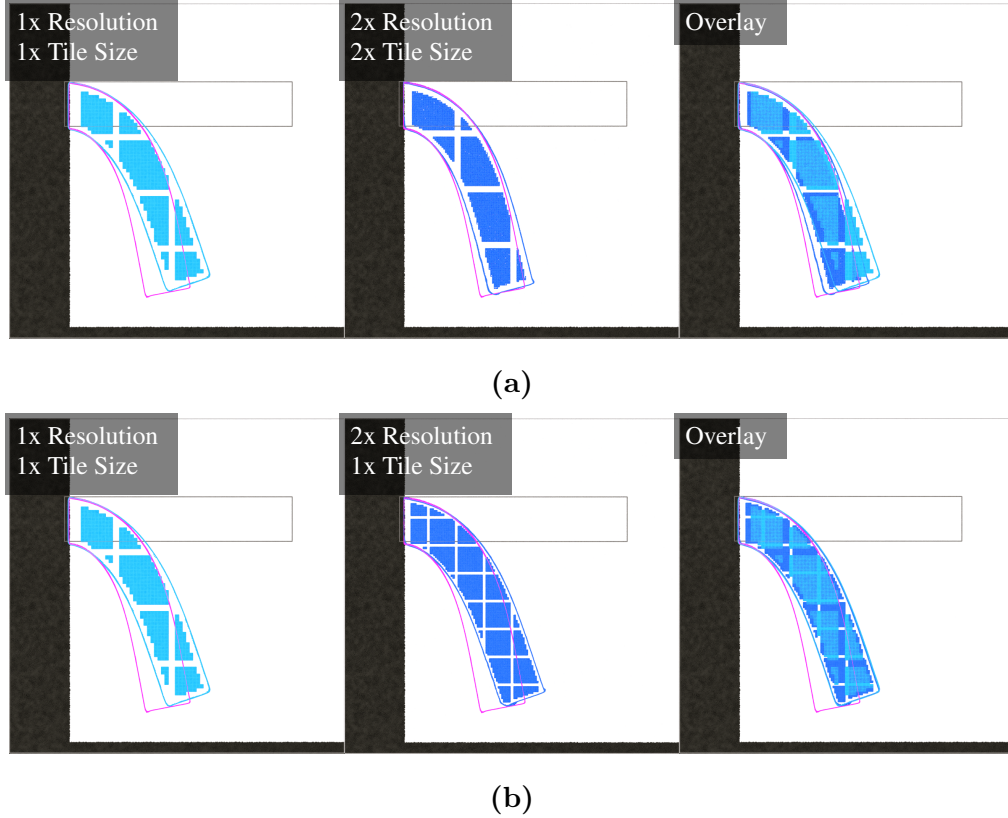 1x Resolution
1x Tile Size
2x Resolution
2x Tile Size
Overlay
(a)
1x Resolution
1x Tile Size
2x Resolution
1x Tile Size
Overlay
(b)